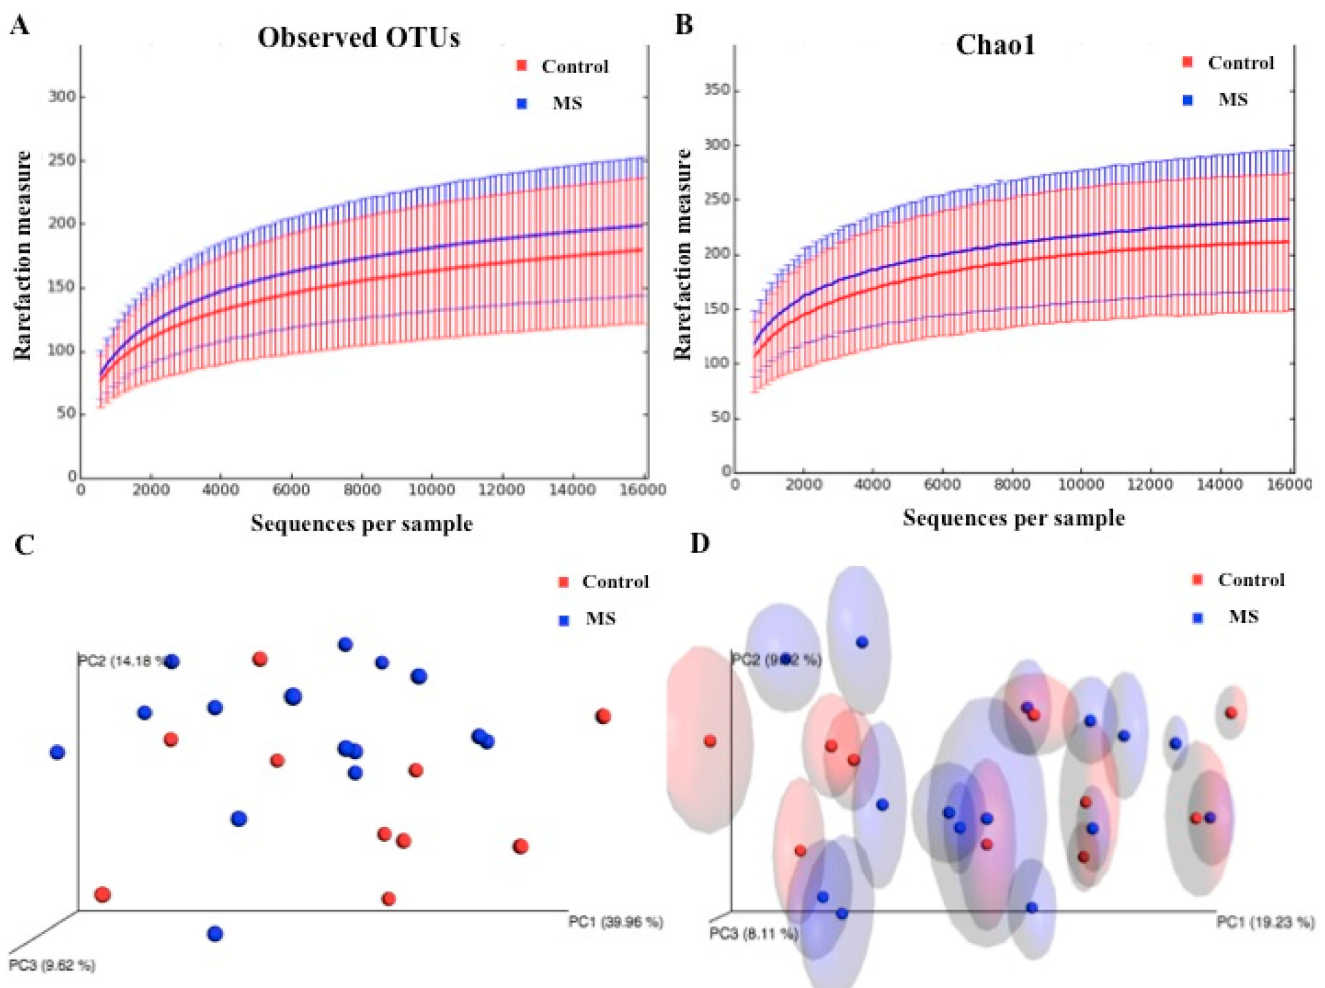 A
Observed OTUs
Control
MS
Rarefaction measure
300
250
200
150
100
50
0
0 2000 4000 6000 8000 10000 12000 14000 16000
Sequences per sample
B
Chao1
Control
MS
Rarefaction measure
350
300
250
200
150
100
50
0
0 2000 4000 6000 8000 10000 12000 14000 16000
Sequences per sample
C
Control
MS
PC2 (14.18 %)
PC1 (39.96 %)
PC3 (9.62 %)
D
Control
MS
PC2 %)
PC1 (19.23 %)
PC3 (8.11 %)